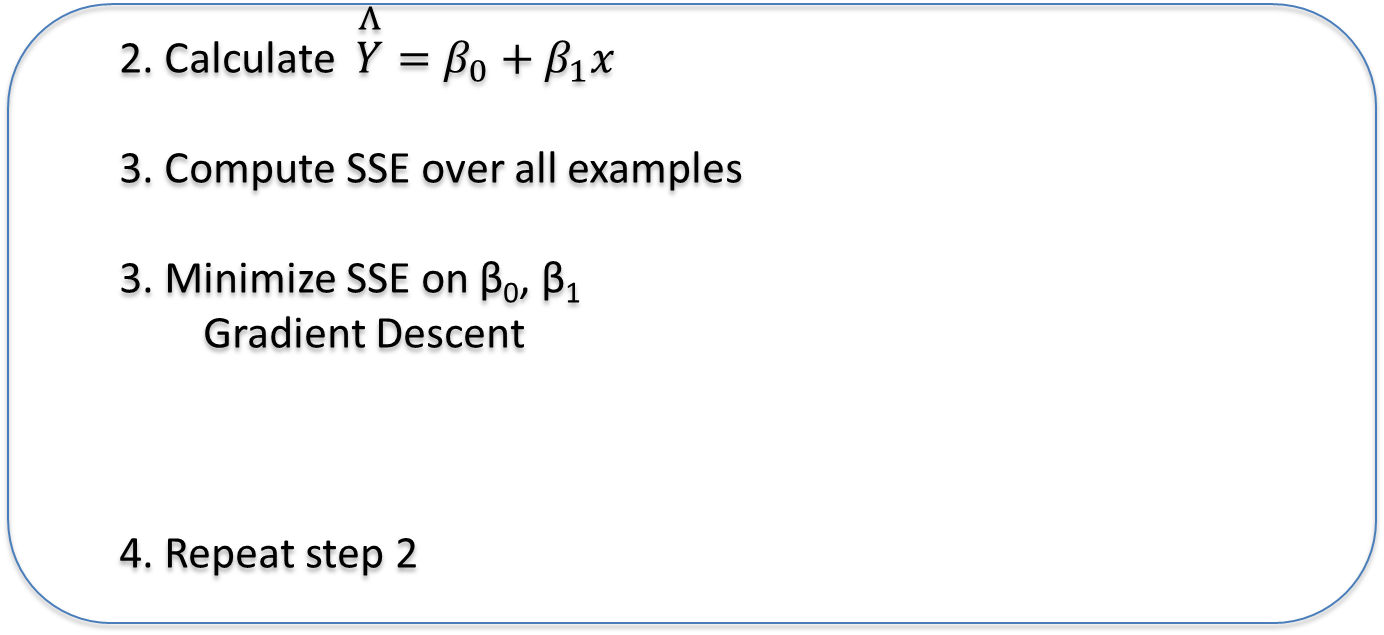 2. Calculate Ŷ = β₀ + β₁x
3. Compute SSE over all examples
3. Minimize SSE on β₀, β₁
Gradient Descent
4. Repeat step 2